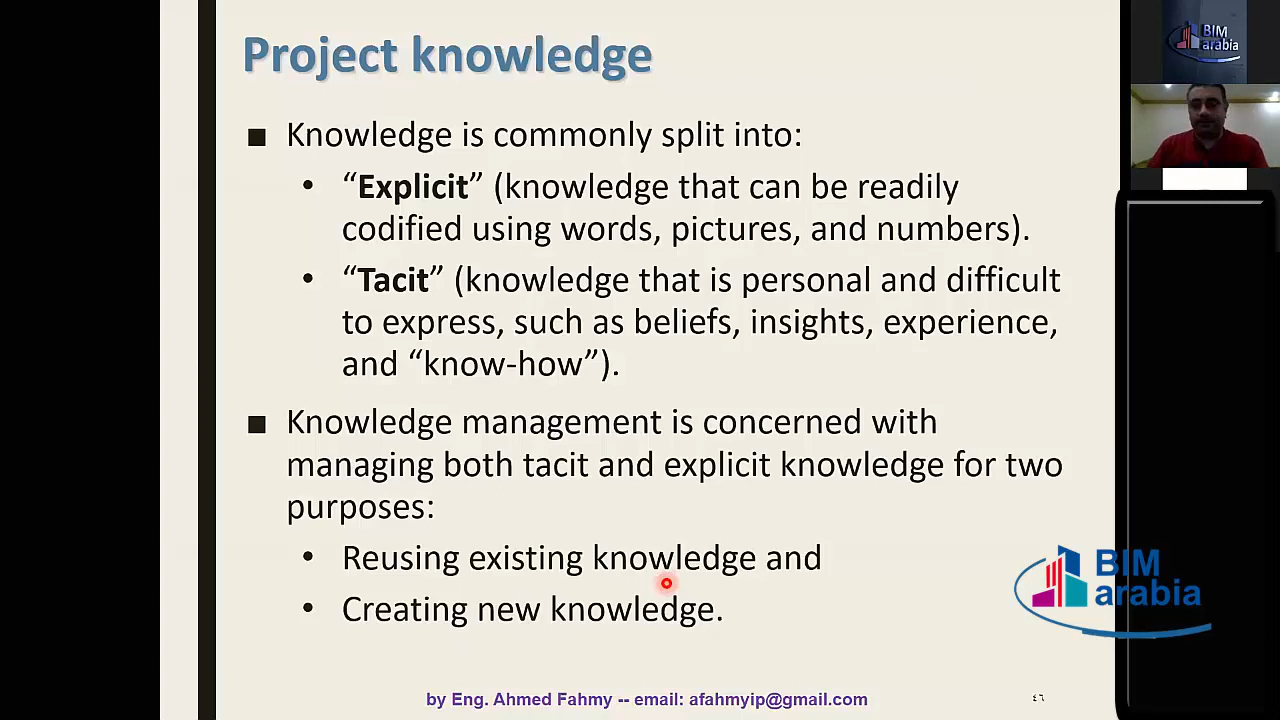 Project knowledge
■ Knowledge is commonly split into:
• “Explicit” (knowledge that can be readily
codified using words, pictures, and numbers).
• “Tacit” (knowledge that is personal and difficult
to express, such as beliefs, insights, experience,
and “know-how”).
■ Knowledge management is concerned with
managing both tacit and explicit knowledge for two
purposes:
• Reusing existing knowledge and
• Creating new knowledge.
by Eng. Ahmed Fahmy -- email: afahmyip@gmail.com
٤٦
BIM
arabia
BIM
arabia